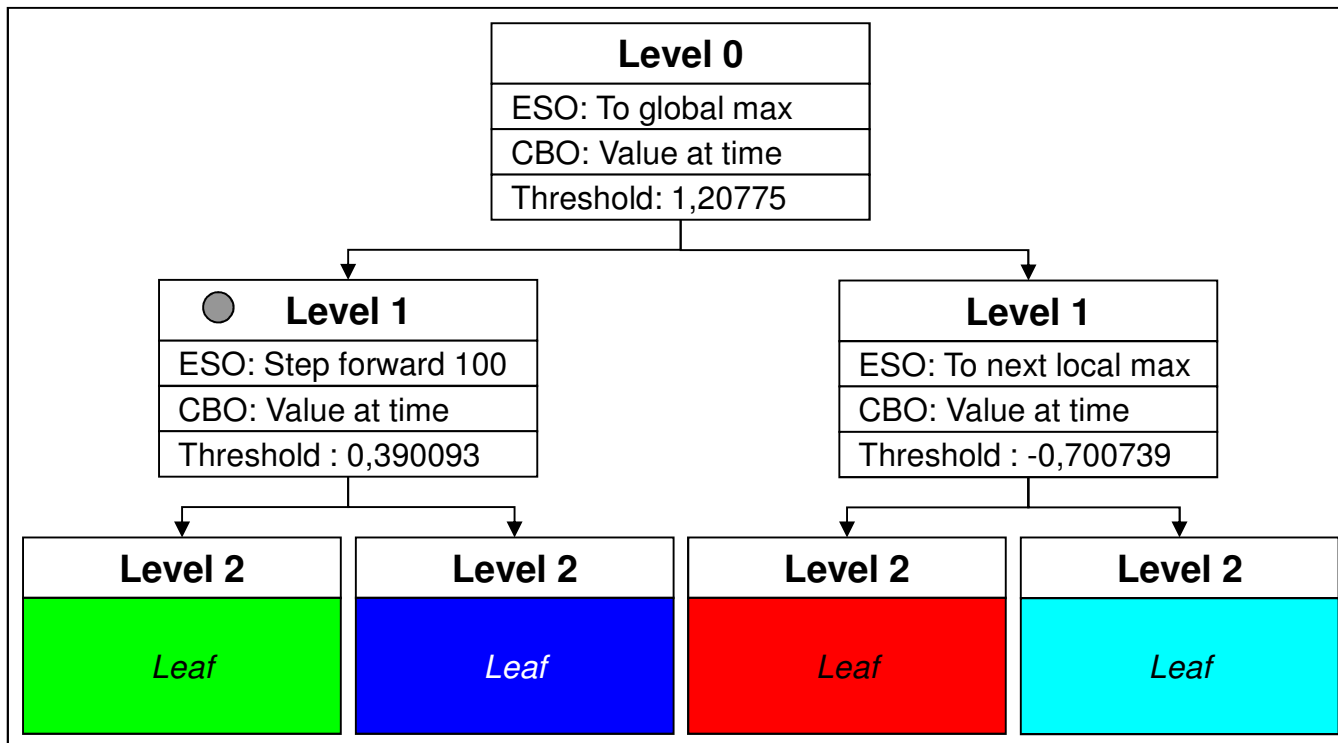 Level 0
ESO: To global max
CBO: Value at time
Threshold: 1,20775
Level 1
ESO: Step forward 100
CBO: Value at time
Threshold : 0,390093
Level 1
ESO: To next local max
CBO: Value at time
Threshold : -0,700739
Level 2
Leaf
Level 2
Leaf
Level 2
Leaf
Level 2
Leaf